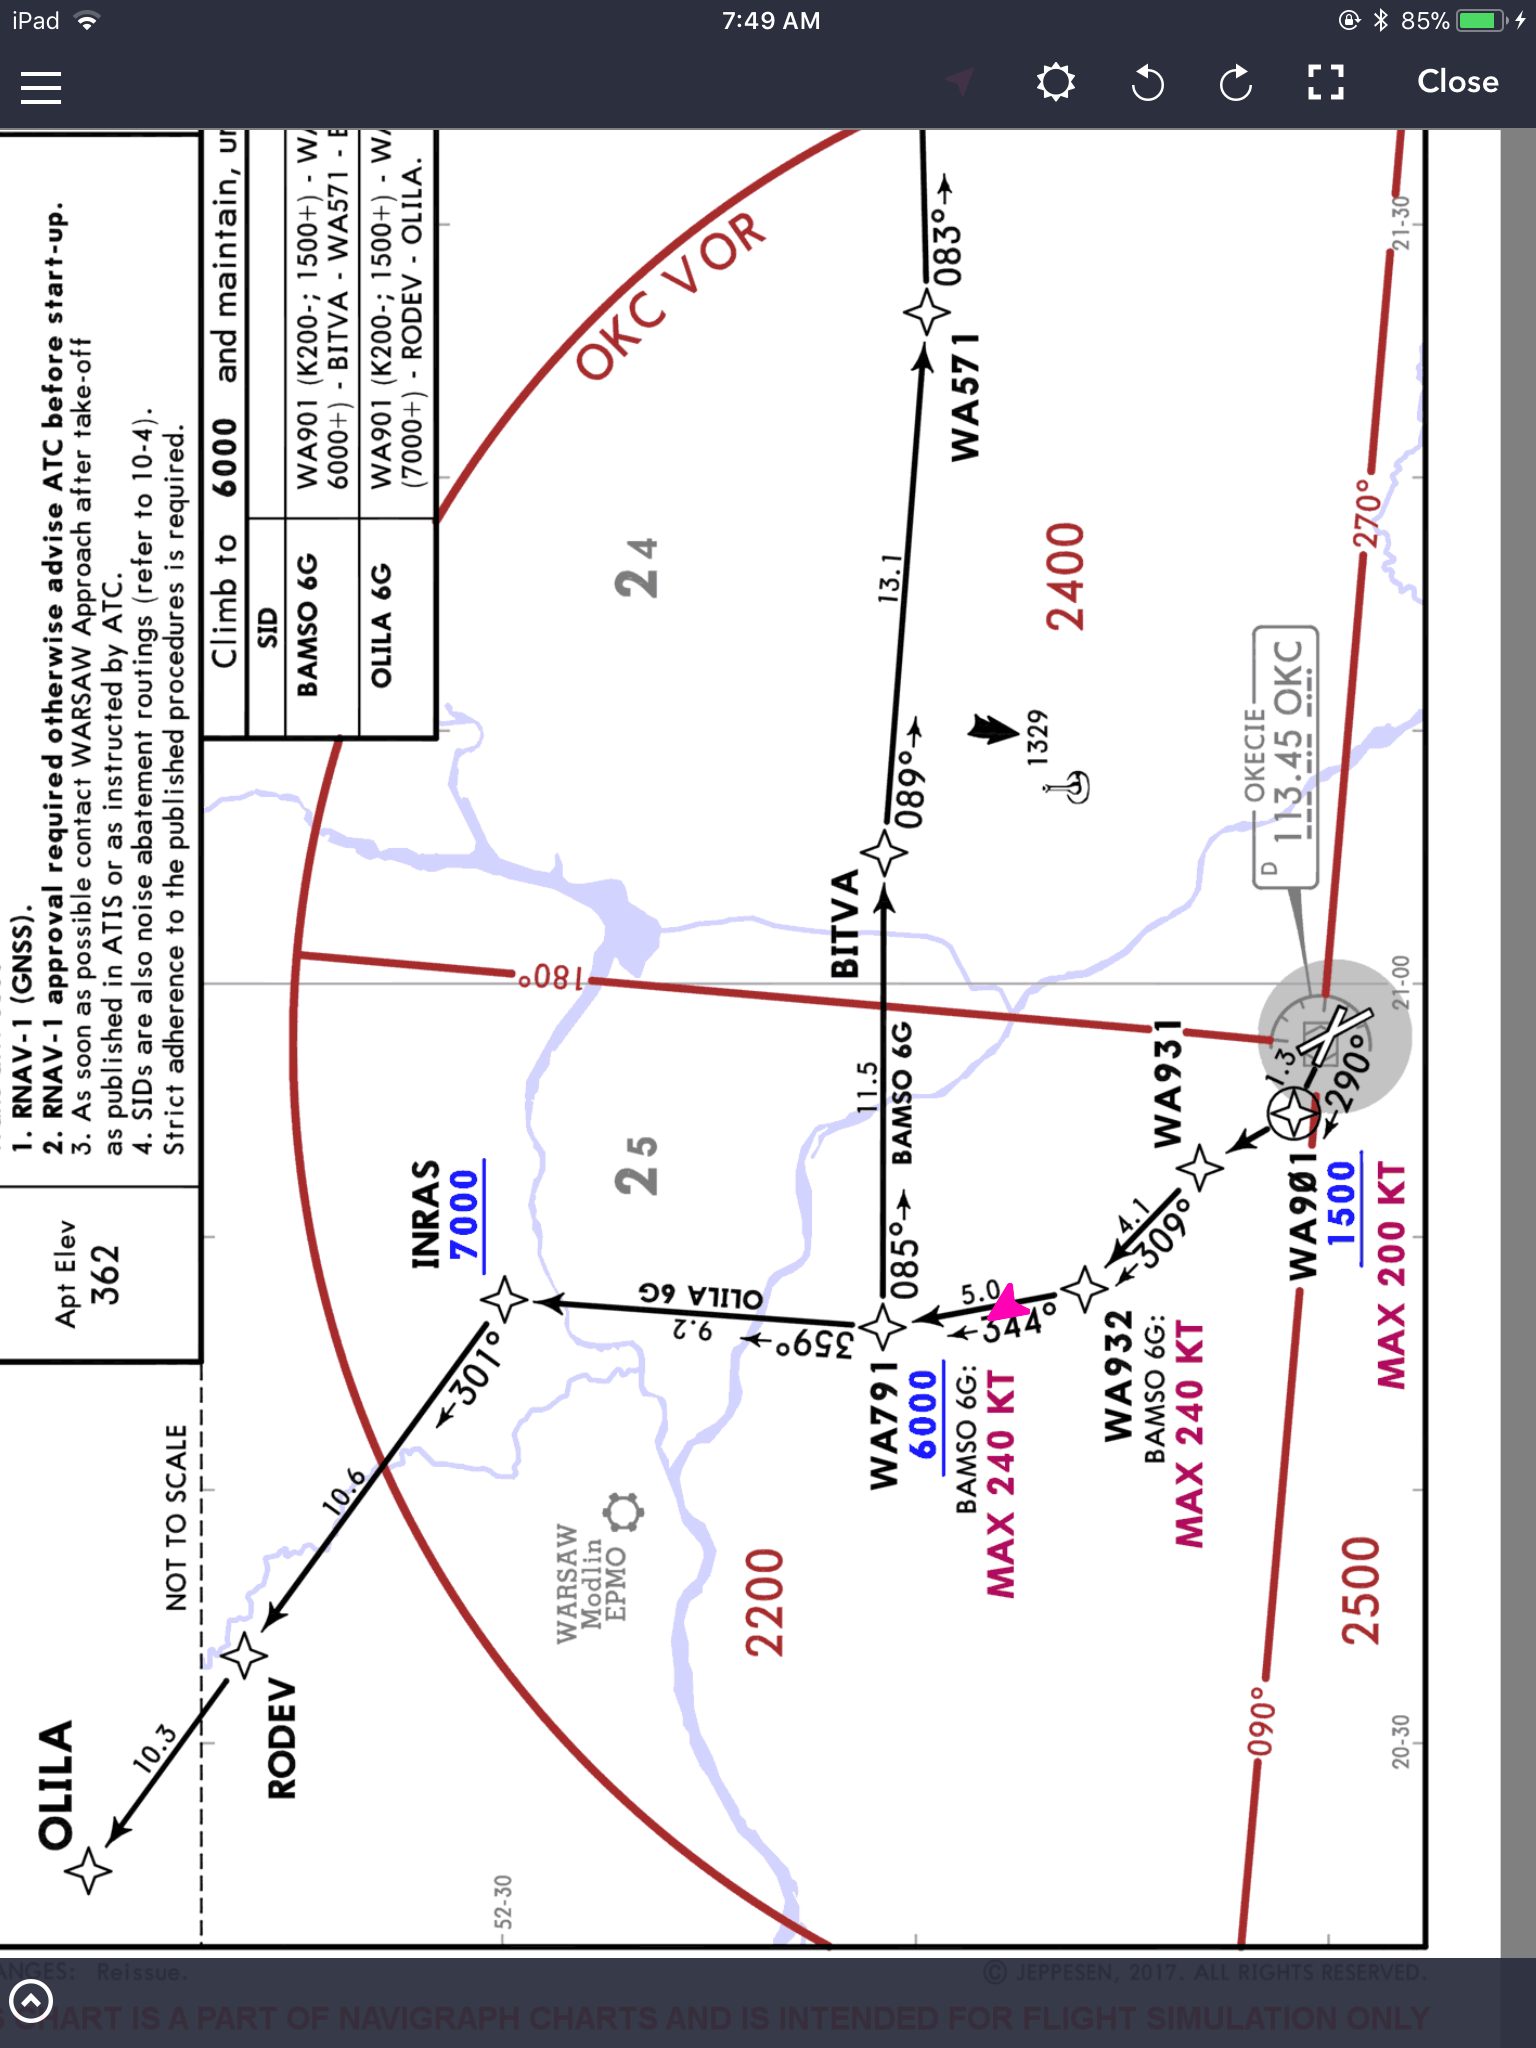 iPad
7:49 AM
85%
Close
1. RNAV-1 (GNSS).
2. RNAV-1 approval required otherwise advise ATC before start-up.
3. As soon as possible contact WARSAW Approach after take-off
as published in ATIS or as instructed by ATC.
4. SIDs are also noise abatement routings (refer to 10-4).
Strict adherence to the published procedures is required.
Apt Elev
362
Climb to 6000 and maintain,
SID
BAMSO 6G
WA901 (K200-; 1500+) -
6000+) - BITVA - WA571 -
OLILA 6G
WA901 (K200-; 1500+) -
(7000+) - RODEV - OLILA.
NOT TO SCALE
OKC VOR
083°
WA571
21-30
24
13.1
2400
270°
1329
089°
BITVA
OKECIE
D 113.45 OKC
180°
21-00
11.5
BAMSO 6G
WA931
1.3
290°
25
INRAS
7000
WA901
1500
MAX 200 KT
4.1
309°
085°
OLILA 6G
9.2
359°
5.0
344°
WA932
BAMSO 6G:
MAX 240 KT
WA791
6000
BAMSO 6G:
MAX 240 KT
301°
10.6
WARSAW
Modlin
EPMO
2200
2500
090°
20-30
RODEV
10.3
OLILA
52-30
CHANGES: Reissue.
© JEPPESEN, 2017. ALL RIGHTS RESERVED.
CHART IS A PART OF NAVIGRAPH CHARTS AND IS INTENDED FOR FLIGHT SIMULATION ONLY